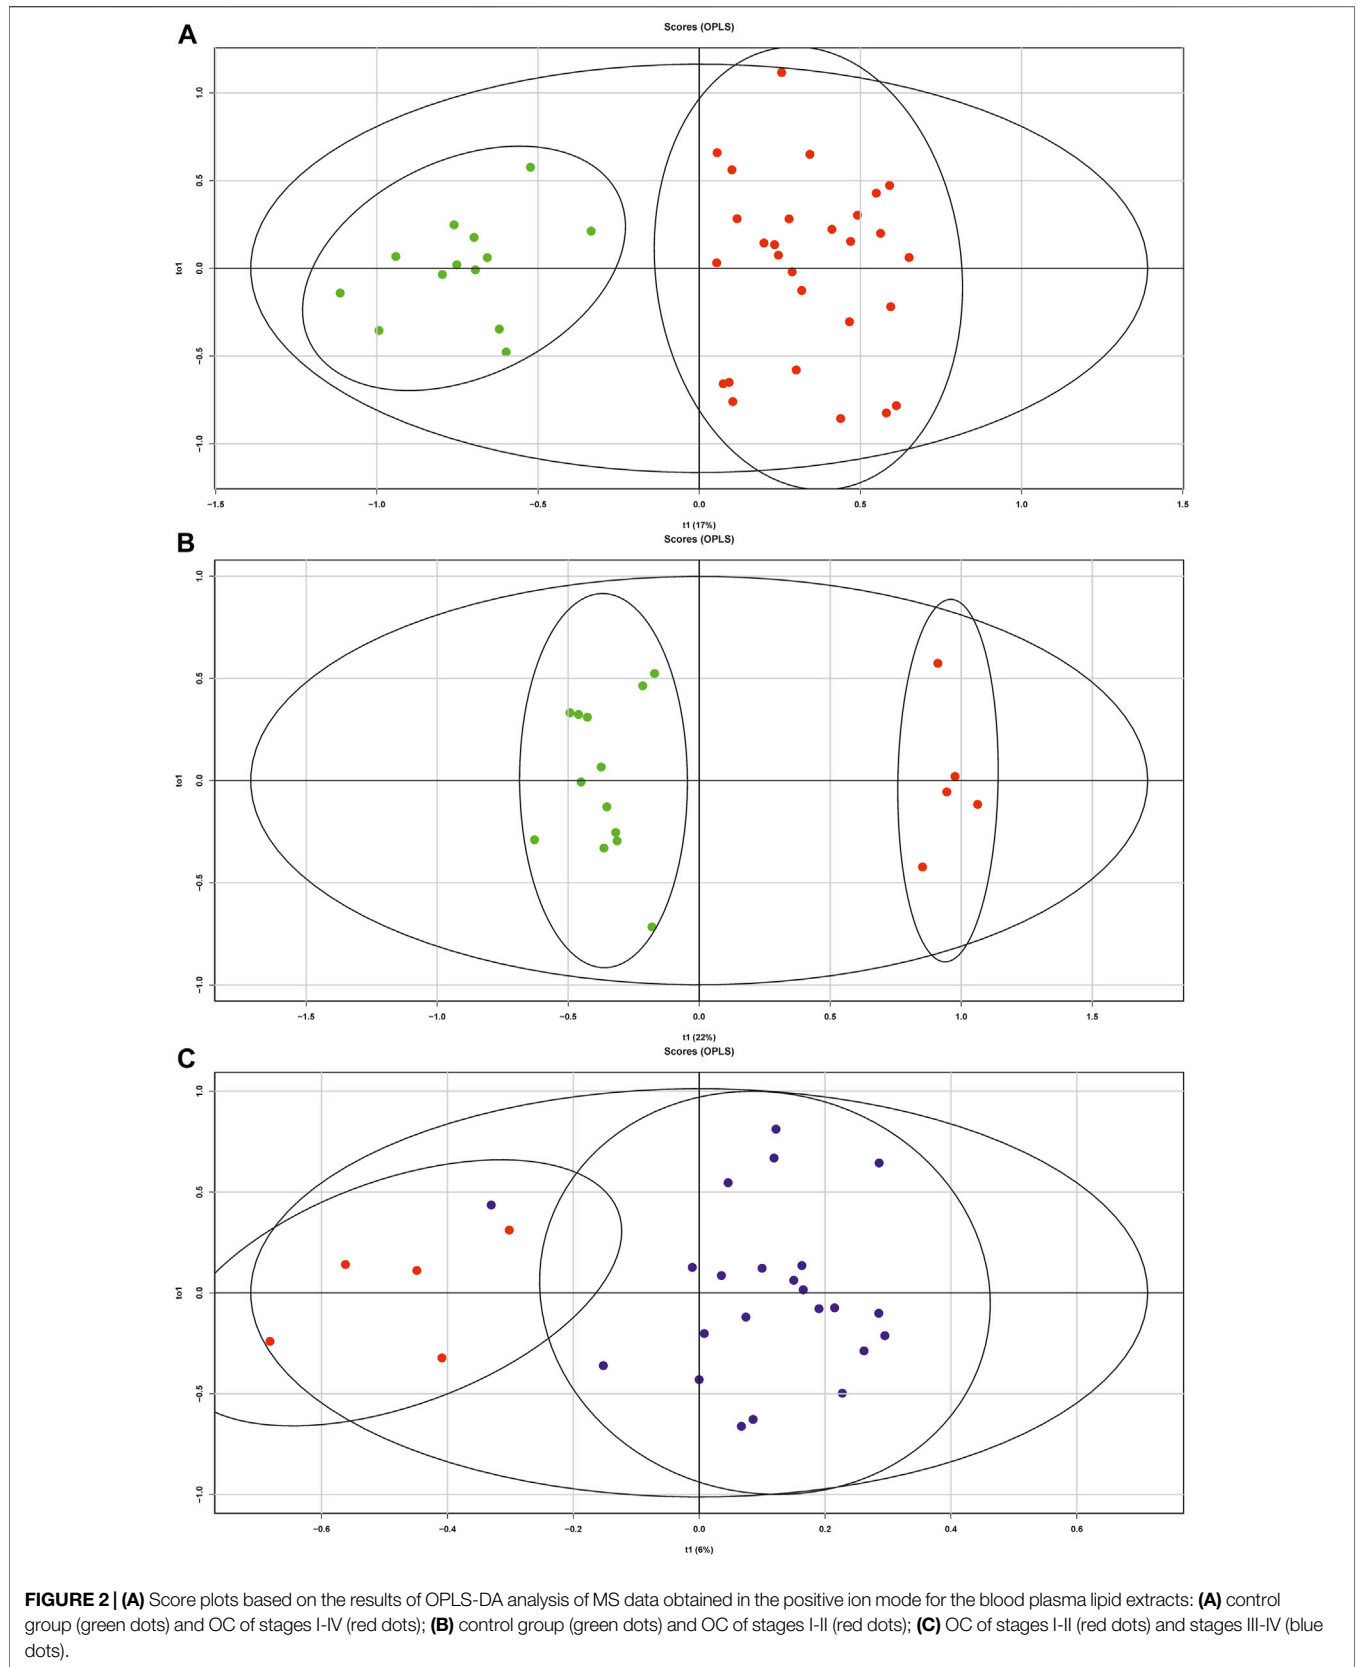 A
Scores (OPLS)
1.0
0.5
0.0
−0.5
−1.0
to1
−1.5 −1.0 −0.5 0.0 0.5 1.0 1.5
t1 (17%)
B
Scores (OPLS)
1.0
0.5
0.0
−0.5
−1.0
to1
−1.5 −1.0 −0.5 0.0 0.5 1.0 1.5
t1 (22%)
C
Scores (OPLS)
1.0
0.5
0.0
−0.5
−1.0
to1
−0.6 −0.4 −0.2 0.0 0.2 0.4 0.6
t1 (6%)
FIGURE 2 | (A) Score plots based on the results of OPLS-DA analysis of MS data obtained in the positive ion mode for the blood plasma lipid extracts: (A) control
group (green dots) and OC of stages I-IV (red dots); (B) control group (green dots) and OC of stages I-II (red dots); (C) OC of stages I-II (red dots) and stages III-IV (blue
dots).